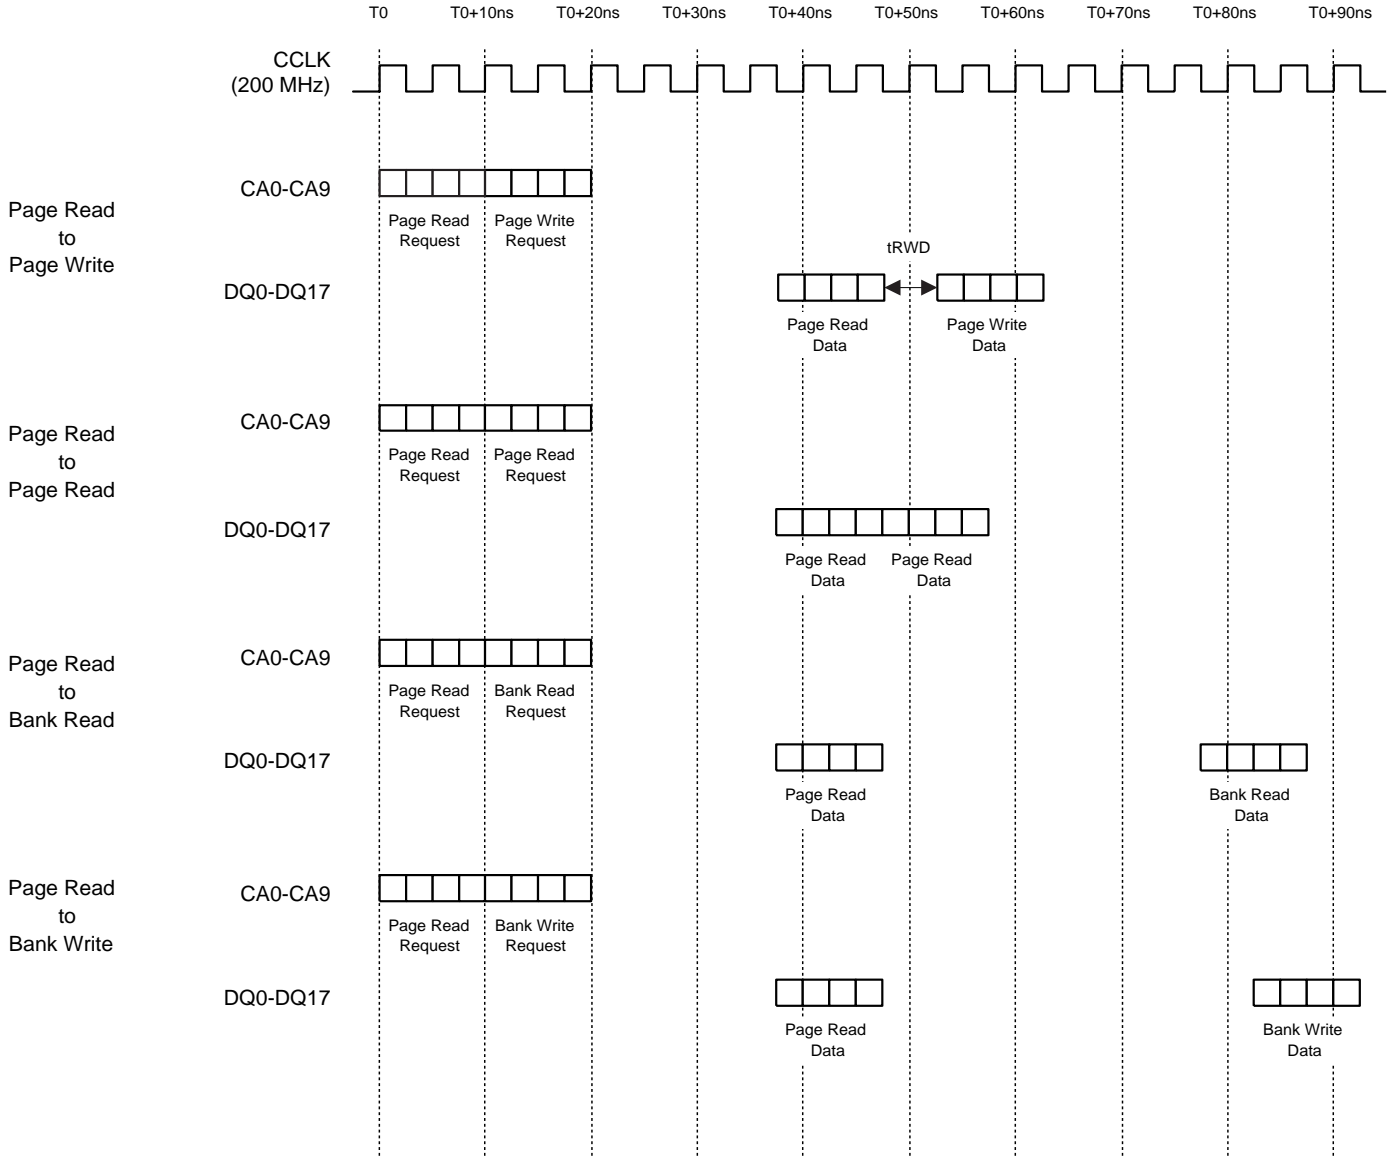 T0 T0+10ns T0+20ns T0+30ns T0+40ns T0+50ns T0+60ns T0+70ns T0+80ns T0+90ns
CCLK
(200 MHz)
Page Read
to
Page Write
CA0-CA9
Page Read Page Write
Request Request
tRWD
DQ0-DQ17
Page Read Page Write
Data Data
Page Read
to
Page Read
CA0-CA9
Page Read Page Read
Request Request
DQ0-DQ17
Page Read Page Read
Data Data
Page Read
to
Bank Read
CA0-CA9
Page Read Bank Read
Request Request
DQ0-DQ17
Page Read Bank Read
Data Data
Page Read
to
Bank Write
CA0-CA9
Page Read Bank Write
Request Request
DQ0-DQ17
Page Read Bank Write
Data Data